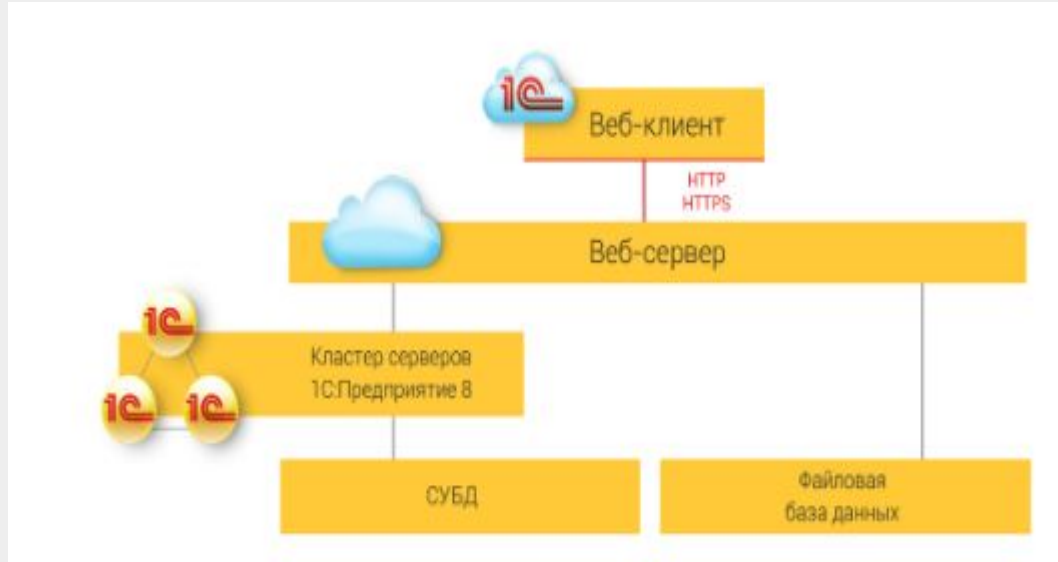 1С
Веб-клиент
HTTP
HTTPS
Веб-сервер
1С
Кластер серверов
1С:Предприятие 8
1С
1С
СУБД
Файловая
база данных